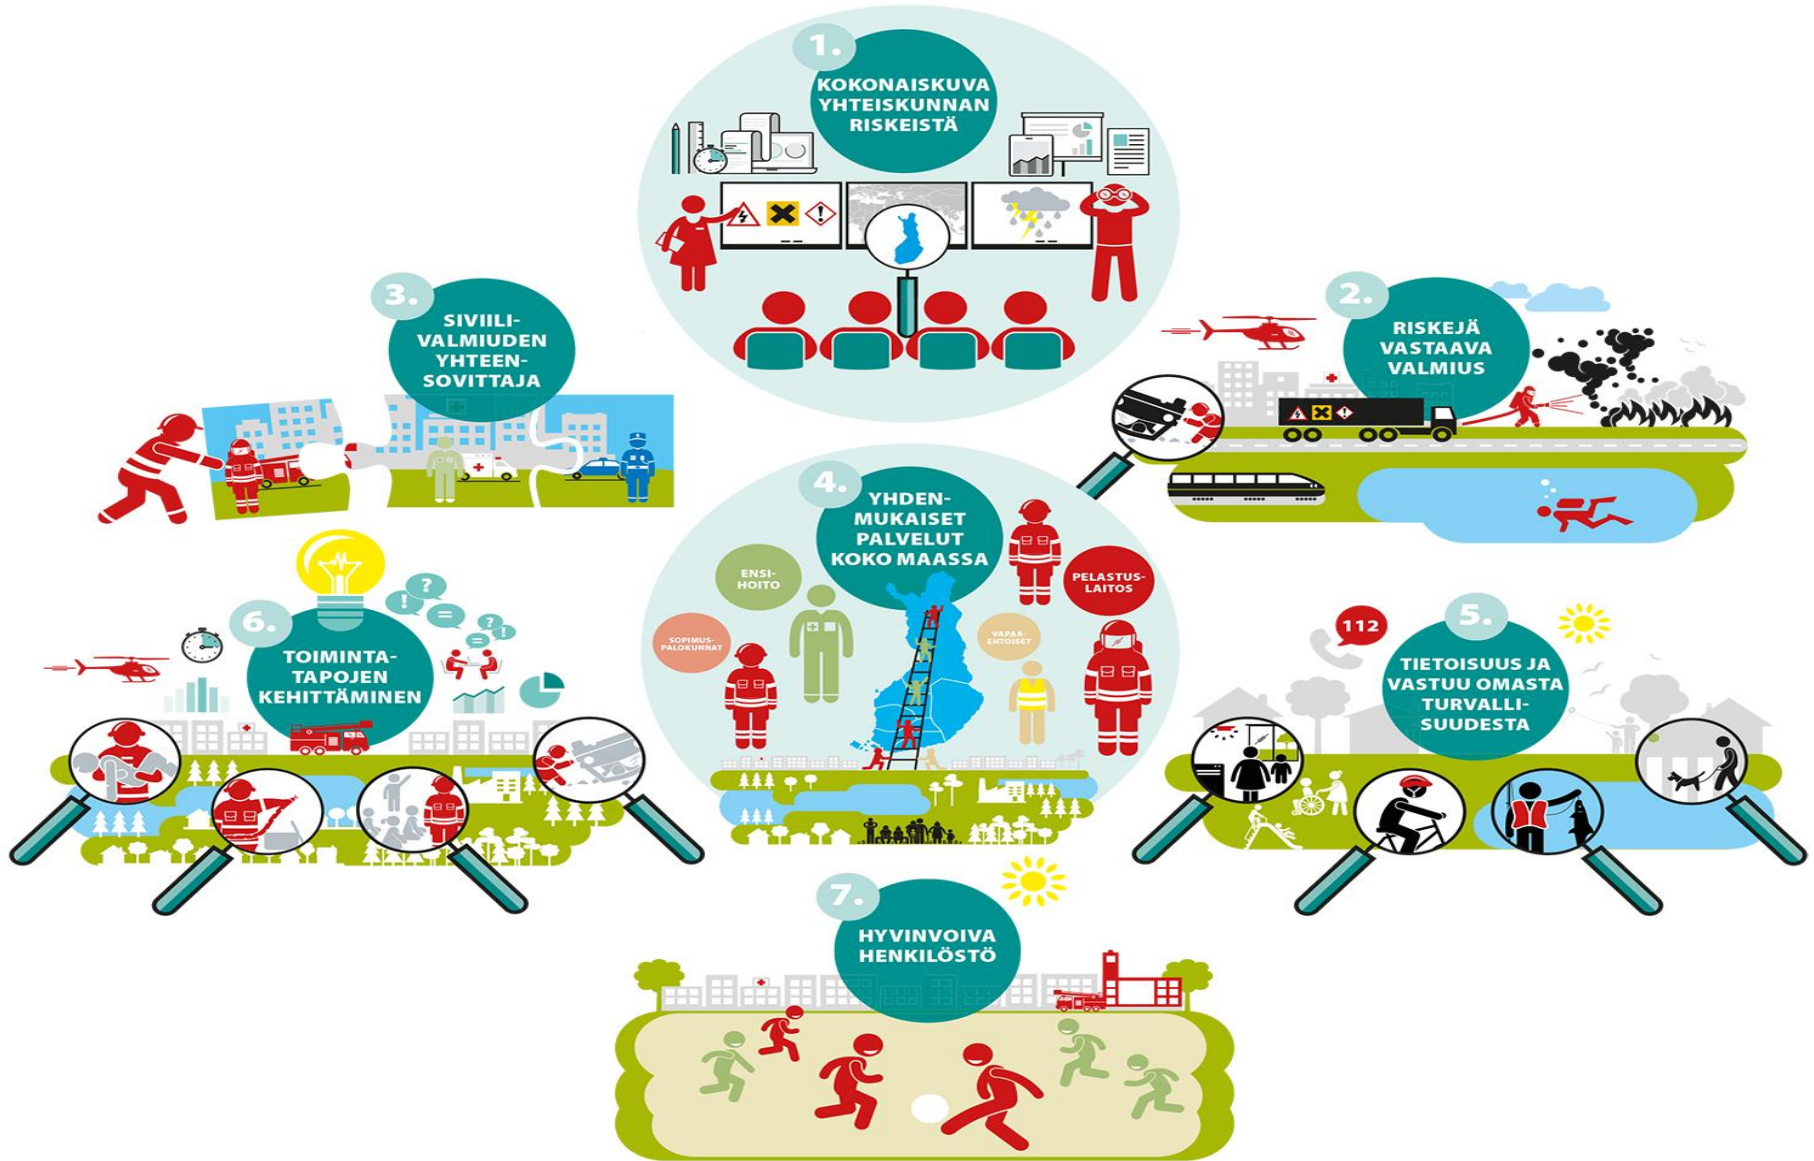 1.
KOKONAISKUVA
YHTEISKUNNAN
RISKEISTÄ
2.
RISKEJÄ
VASTAAVA
VALMIUS
3.
SIVIILI-
VALMIUDEN
YHTEEN-
SOVITTAJA
4.
YHDEN-
MUKAISET
PALVELUT
KOKO MAASSA
ENSI-
HOITO
PELASTUS-
LAITOS
SOPIMUS-
PALOKUNNAT
VAPAA-
EHTOISET
5.
TIETOISUUS JA
VASTUU OMASTA
TURVALLI-
SUUDESTA
112
6.
TOIMINTA-
TAPOJEN
KEHITTÄMINEN
?
!
=
?
!
=
7.
HYVINVOIVA
HENKILÖSTÖ